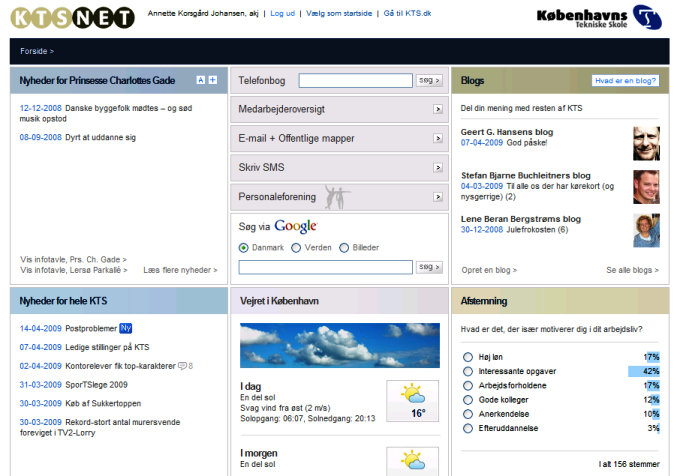 KTSNET
Annette Korsgård Johansen, akj | Log ud | Vælg som startside | Gå til KTS.dk
Københavns
Tekniske Skole
Forside >
Nyheder for Prinsesse Charlottes Gade
12-12-2008 Danske byggefolk mødtes – og sød
musik opstod
08-09-2008 Dyrt at uddanne sig
Vis infotavle, Prs. Ch. Gade >
Vis infotavle, Lersø Parkallé >
Læs flere nyheder >
Telefonbog
søg >
Medarbejderoversigt
E-mail + Offentlige mapper
Skriv SMS
Personaleforening
Søg via Google
Danmark Verden Billeder
søg >
Blogs
Hvad er en blog?
Del din mening med resten af KTS
Geert G. Hansens blog
07-04-2009 God påske!
Stefan Bjarne Buchleitners blog
04-03-2009 Til alle os der har kørekort (og
nysgerrige) (2)
Lene Beran Bergstrøms blog
30-12-2008 Julefrokosten (6)
Opret en blog >
Se alle blogs >
Nyheder for hele KTS
14-04-2009 Postproblemer Ny
07-04-2009 Ledige stillinger på KTS
02-04-2009 Kontorelever fik top-karakterer 8
31-03-2009 SporTSlege 2009
30-03-2009 Køb af Sukkertoppen
30-03-2009 Rekord-stort antal murersvende
foreviget i TV2-Lorry
Vejret i København
I dag
En del sol
Svag vind fra øst (2 m/s)
Solopgang: 06:07, Solnedgang: 20:13
16°
I morgen
En del sol
Afstemning
Hvad er det, der især motiverer dig i dit arbejdsliv?
Høj løn 17%
Interessante opgaver 42%
Arbejdsforholdene 17%
Gode kolleger 12%
Anerkendelse 10%
Efteruddannelse 3%
I alt 156 stemmer